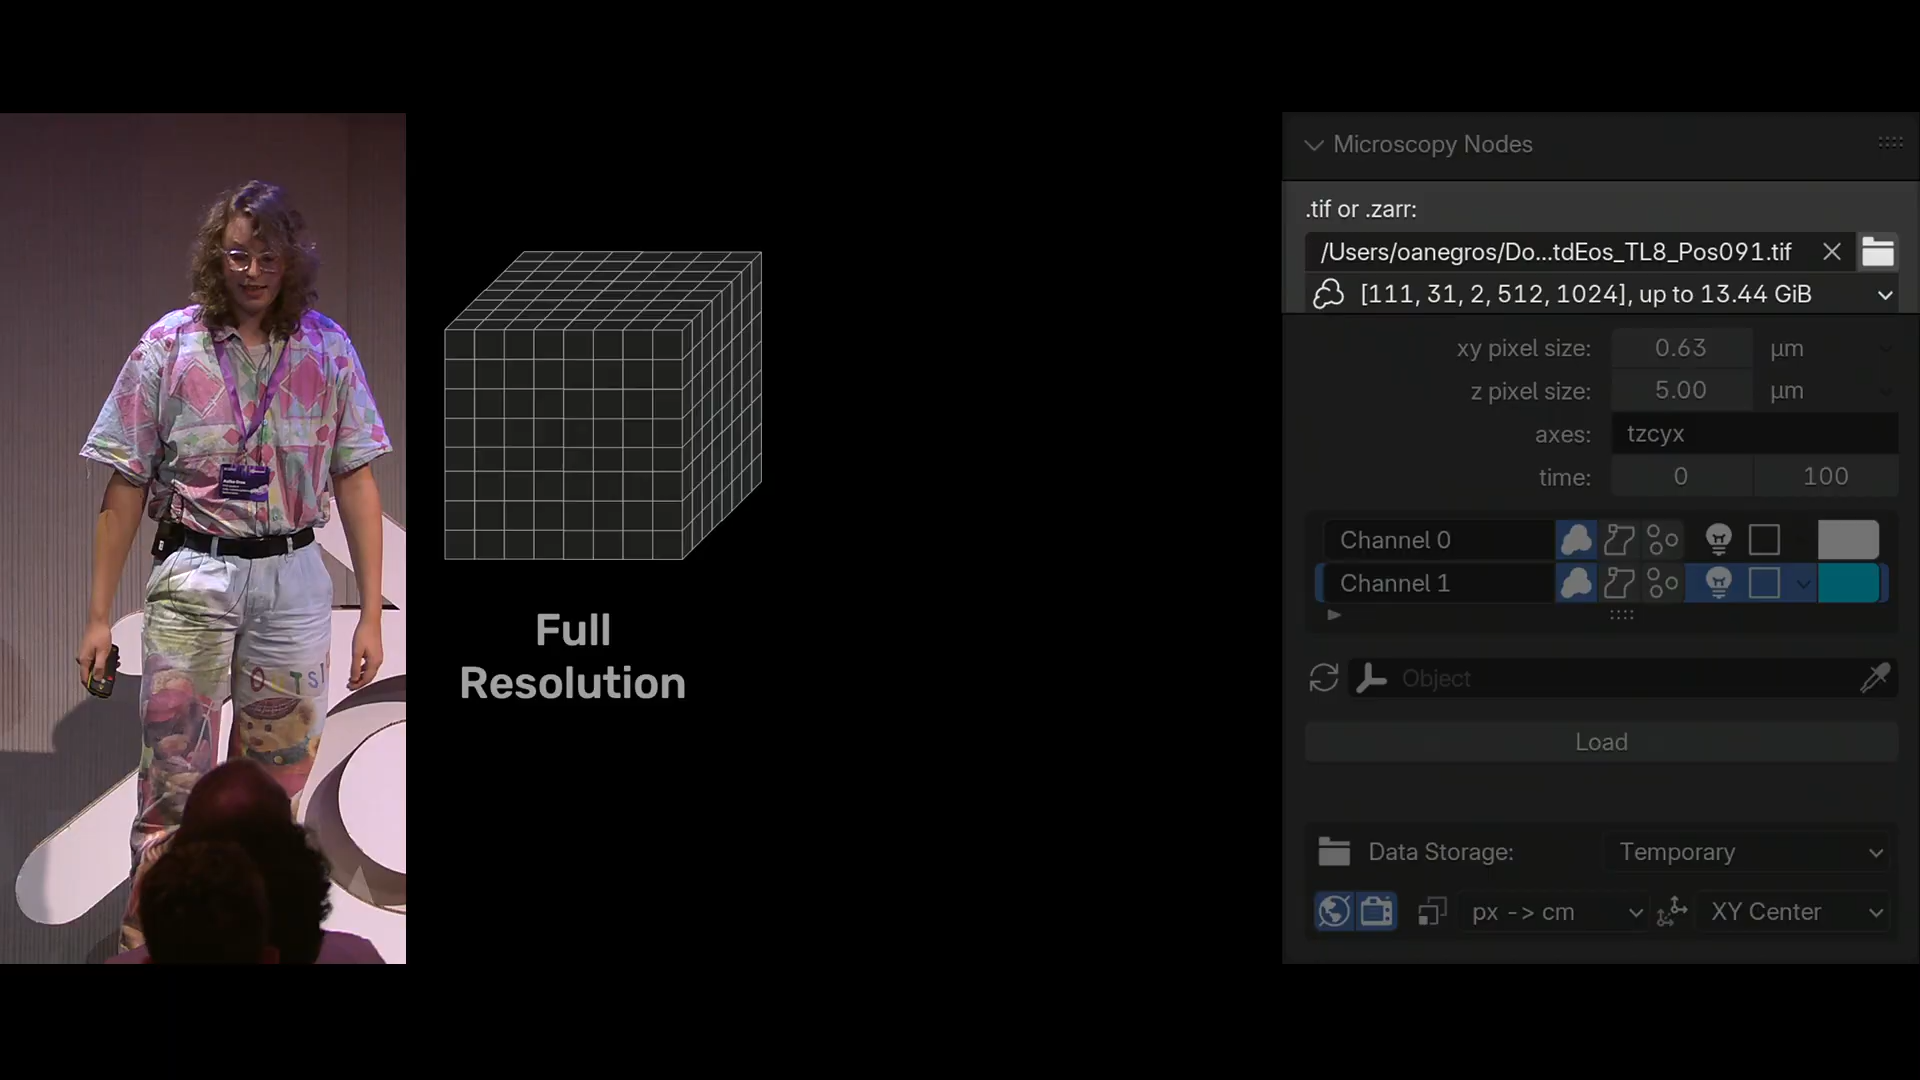 OUTS!
Full
Resolution
Microscopy Nodes
.tif or .zarr:
/Users/oanegros/Do...tdEos_TL8_Pos091.tif
[111, 31, 2, 512, 1024], up to 13.44 GiB
xy pixel size: 0.63 µm
z pixel size: 5.00 µm
axes: tzcyx
time: 0 100
Channel 0
Channel 1
Object
Load
Data Storage: Temporary
px -> cm XY Center